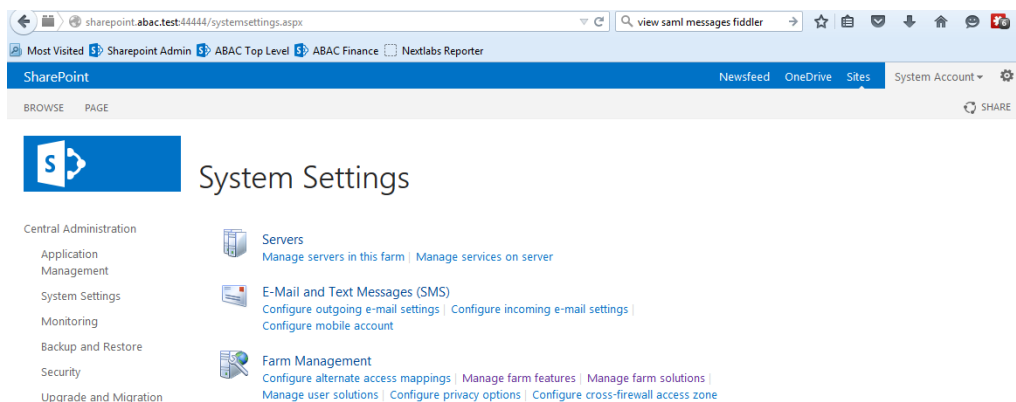 sharepoint.abac.test:44444/systemsettings.aspx view saml messages fiddler
Most Visited Sharepoint Admin ABAC Top Level ABAC Finance Nextlabs Reporter
SharePoint Newsfeed OneDrive Sites System Account
BROWSE PAGE SHARE
S
System Settings
Central Administration
Application
Management
System Settings
Monitoring
Backup and Restore
Security
Upgrade and Migration
Servers
Manage servers in this farm | Manage services on server
E-Mail and Text Messages (SMS)
Configure outgoing e-mail settings | Configure incoming e-mail settings |
Configure mobile account
Farm Management
Configure alternate access mappings | Manage farm features | Manage farm solutions |
Manage user solutions | Configure privacy options | Configure cross-firewall access zone